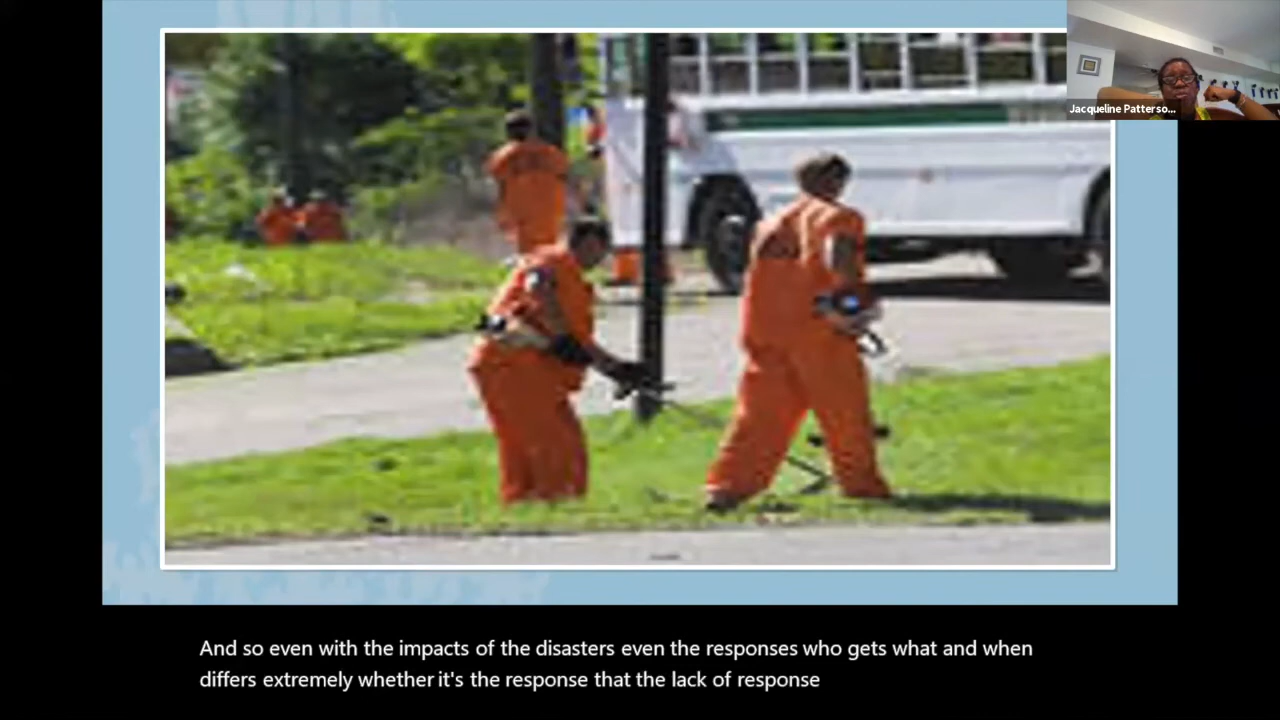 Jacqueline Patterso...
And so even with the impacts of the disasters even the responses who gets what and when
differs extremely whether it's the response that the lack of response